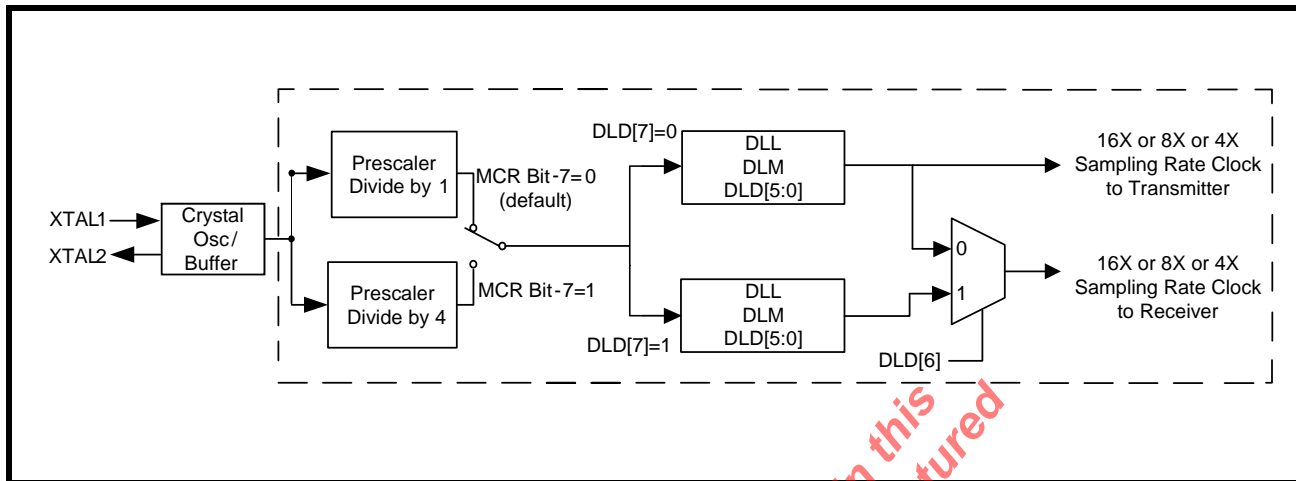 XTAL1
XTAL2
Crystal
Osc/
Buffer
Prescaler
Divide by 1
Prescaler
Divide by 4
MCR Bit-7=0
(default)
MCR Bit-7=1
DLD[7]=0
DLL
DLM
DLD[5:0]
DLD[7]=1
DLL
DLM
DLD[5:0]
0
1
DLD[6]
16X or 8X or 4X
Sampling Rate Clock
to Transmitter
16X or 8X or 4X
Sampling Rate Clock
to Receiver
in this